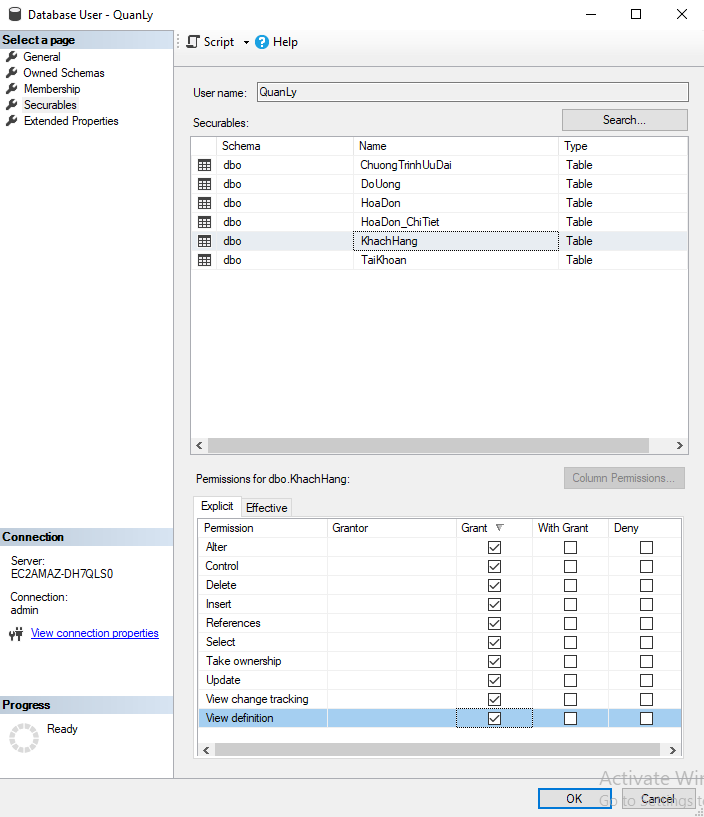 Database User - QuanLy
Select a page
General
Owned Schemas
Membership
Securables
Extended Properties
Script
Help
User name: QuanLy
Securables:
Search...
Schema Name Type
dbo ChuongTrinhUuDai Table
dbo DoUong Table
dbo HoaDon Table
dbo HoaDon_ChiTiet Table
dbo KhachHang Table
dbo TaiKhoan Table
Permissions for dbo.KhachHang:
Column Permissions...
Explicit Effective
Permission Grantor Grant With Grant Deny
Alter
Control
Delete
Insert
References
Select
Take ownership
Update
View change tracking
View definition
Connection
Server:
EC2AMAZ-DH7QLS0
Connection:
admin
View connection properties
Progress
Ready
OK Cancel
Activate Win
Go to Settings t